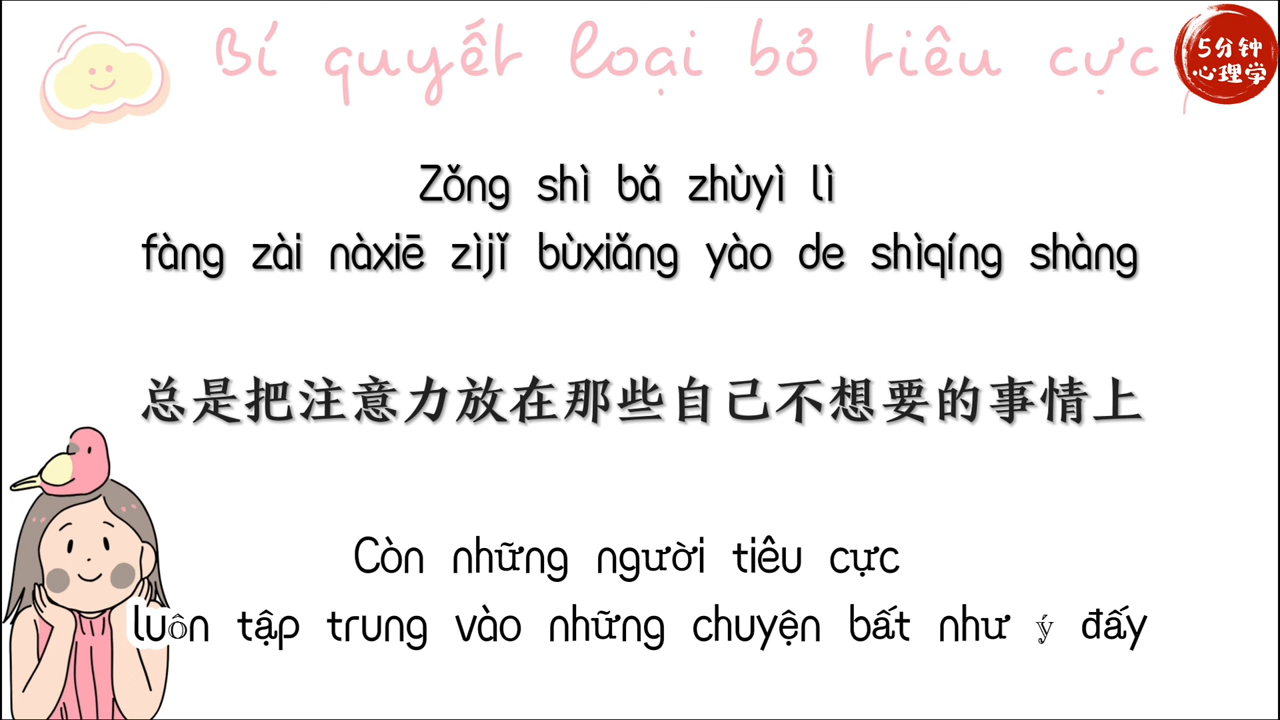 Bí quyết loại bỏ tiêu cực
5分钟
心理学
Zǒng shì bǎ zhùyì lì
fàng zài nàxiē zìjǐ bùxiǎng yào de shìqíng shàng
总是把注意力放在那些自己不想要的事情上
Còn những người tiêu cực
luôn tập trung vào những chuyện bất như ý đấy